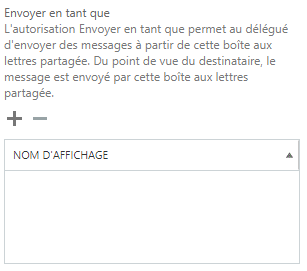 Envoyer en tant que
L'autorisation Envoyer en tant que permet au délégué
d'envoyer des messages à partir de cette boîte aux
lettres partagée. Du point de vue du destinataire, le
message est envoyé par cette boîte aux lettres
partagée.
NOM D'AFFICHAGE